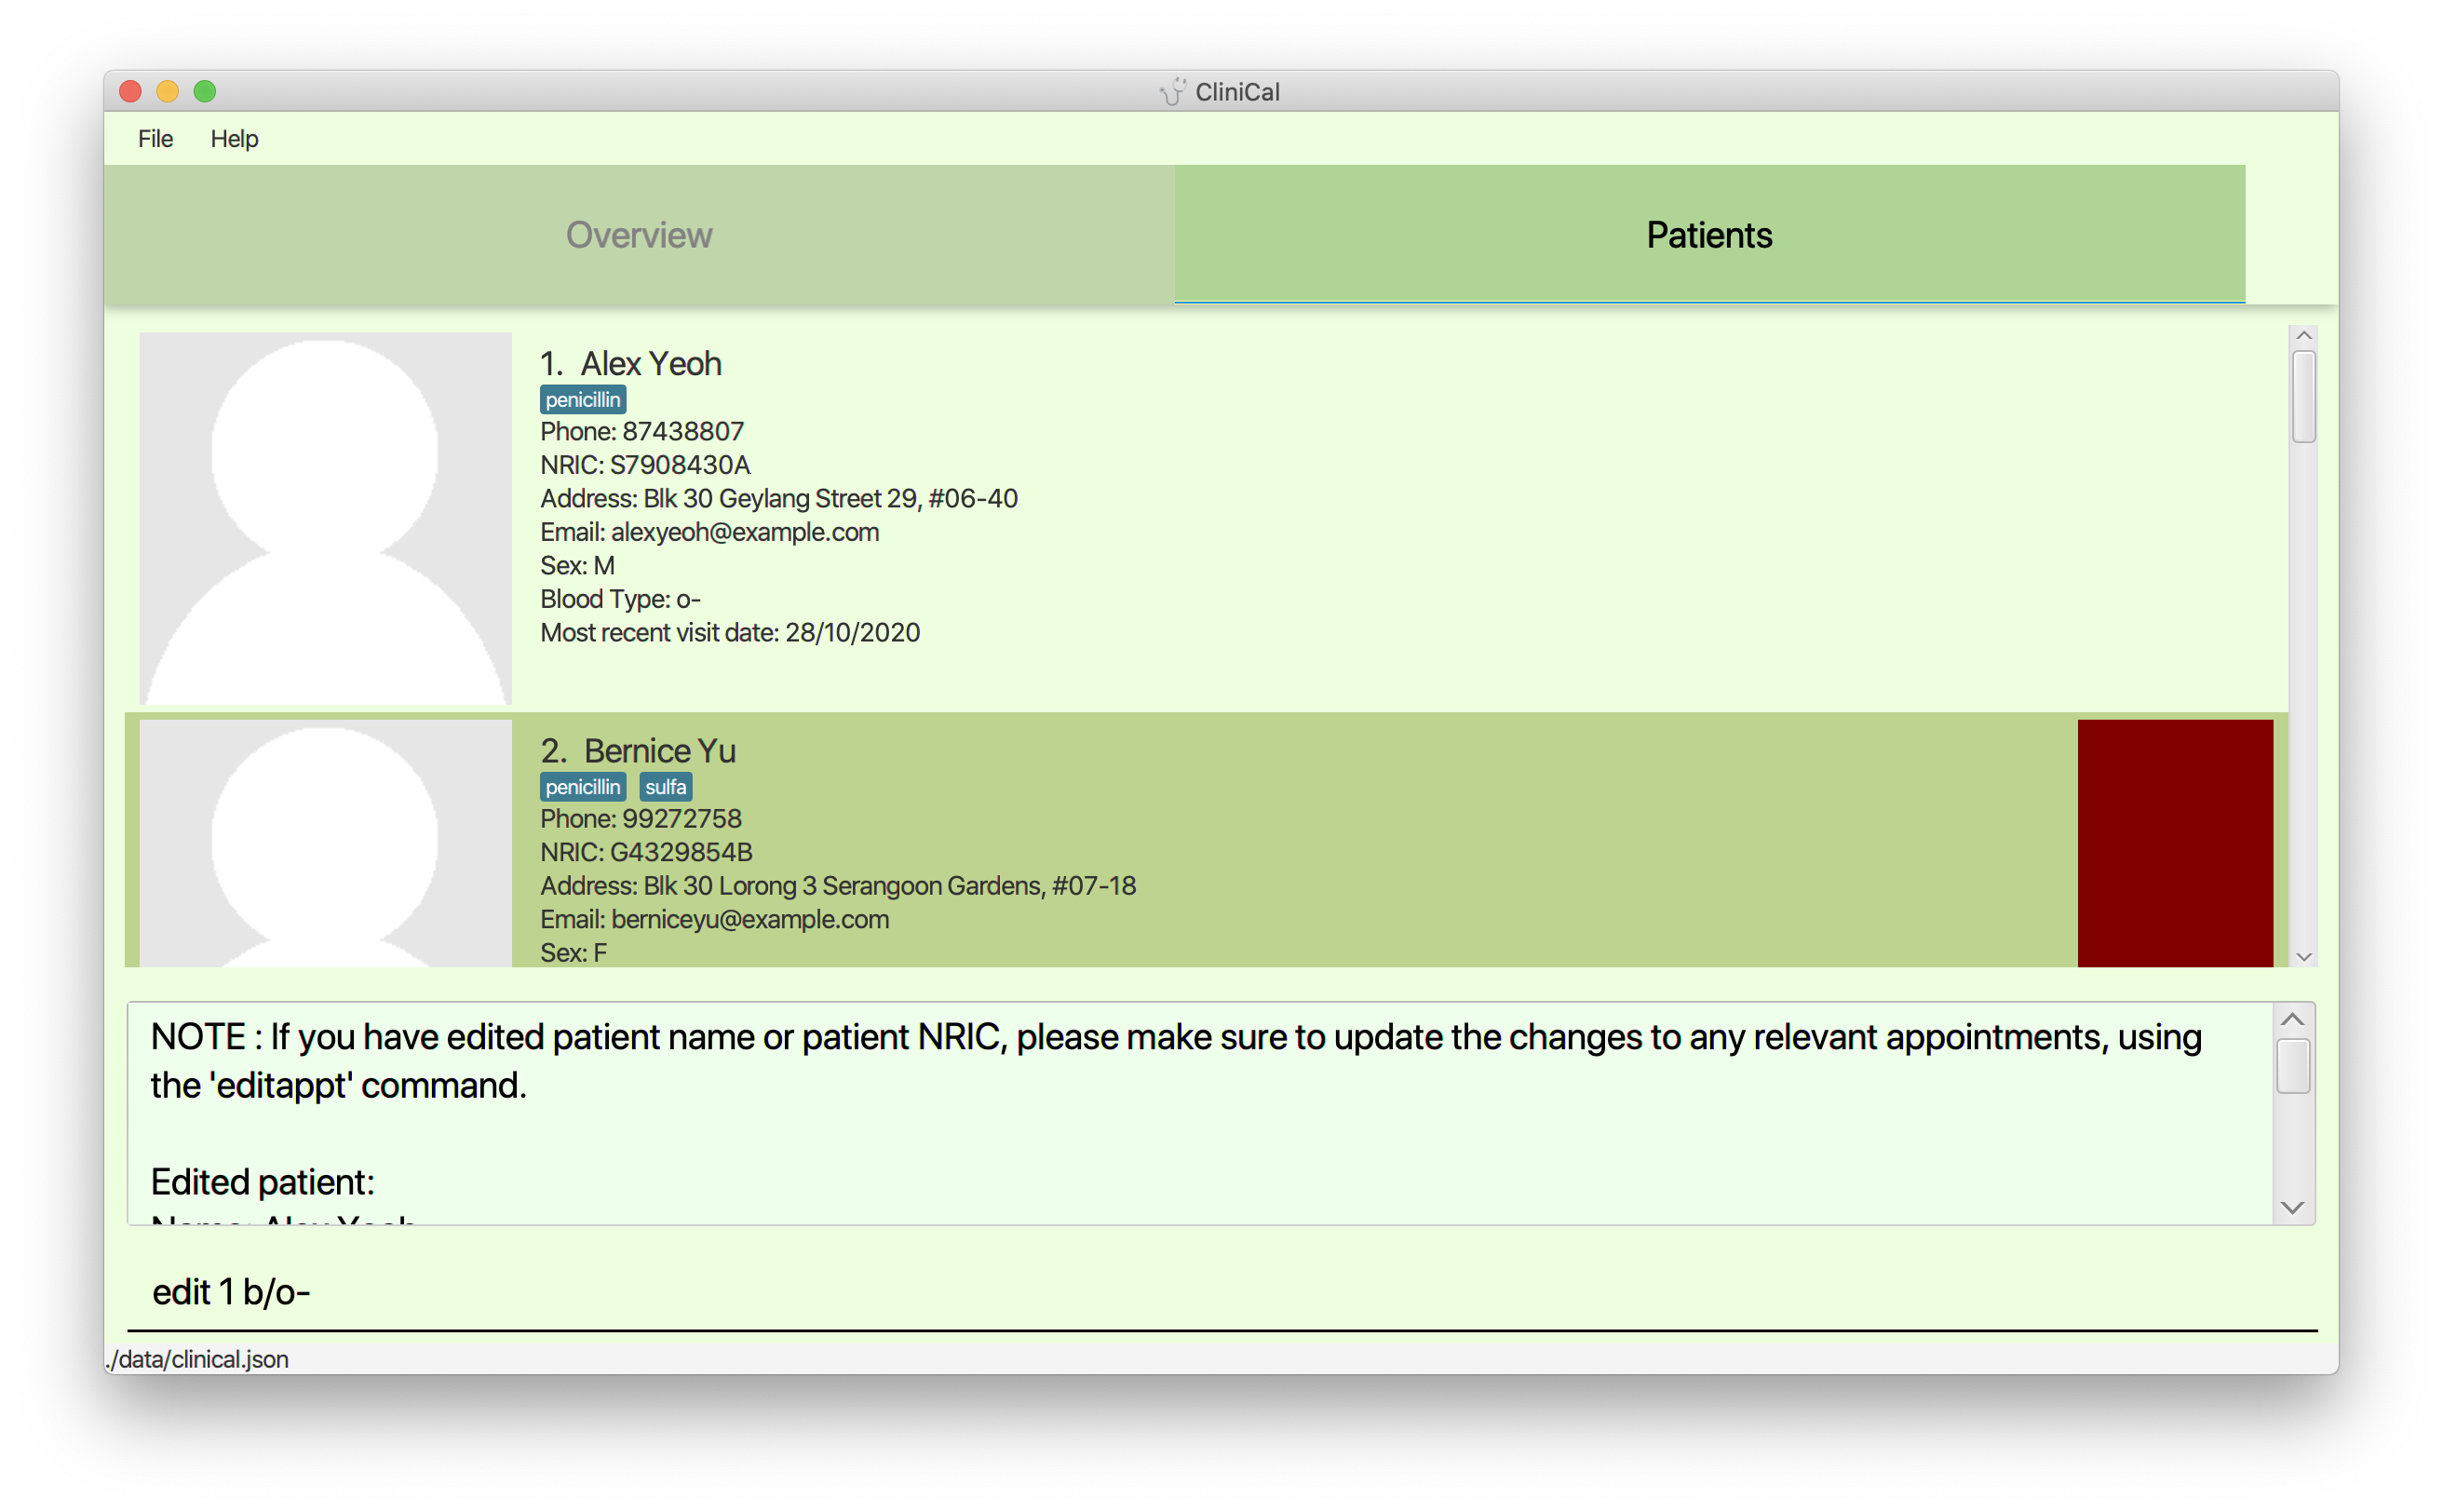 CliniCal
File Help
Overview Patients
1. Alex Yeoh
penicillin
Phone: 87438807
NRIC: S7908430A
Address: Blk 30 Geylang Street 29, #06-40
Email: alexyeoh@example.com
Sex: M
Blood Type: o-
Most recent visit date: 28/10/2020
2. Bernice Yu
penicillin sulfa
Phone: 99272758
NRIC: G4329854B
Address: Blk 30 Lorong 3 Serangoon Gardens, #07-18
Email: berniceyu@example.com
Sex: F
NOTE : If you have edited patient name or patient NRIC, please make sure to update the changes to any relevant appointments, using
the 'editappt' command.
Edited patient:
Name: Alex Yeoh
edit 1 b/o-
./data/clinical.json